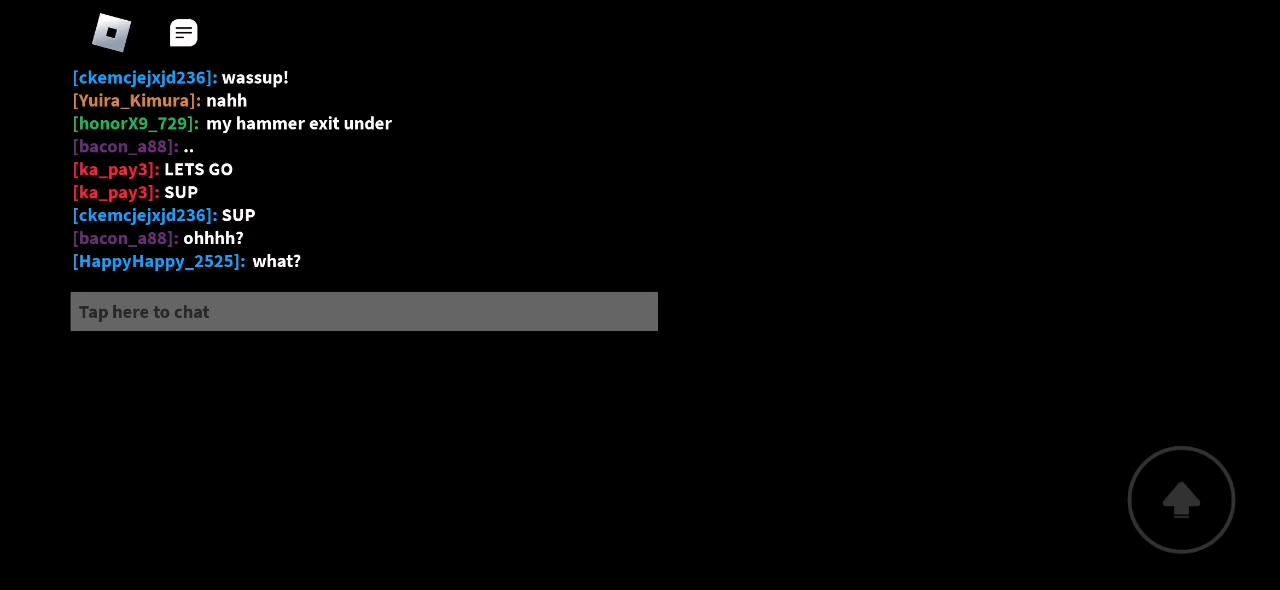 [ckemcjejxjd236]: wassup!
[Yuira_Kimura]: nahh
[honorX9_729]: my hammer exit under
[bacon_a88]: ..
[ka_pay3]: LETS GO
[ka_pay3]: SUP
[ckemcjejxjd236]: SUP
[bacon_a88]: ohhhh?
[HappyHappy_2525]: what?
Tap here to chat